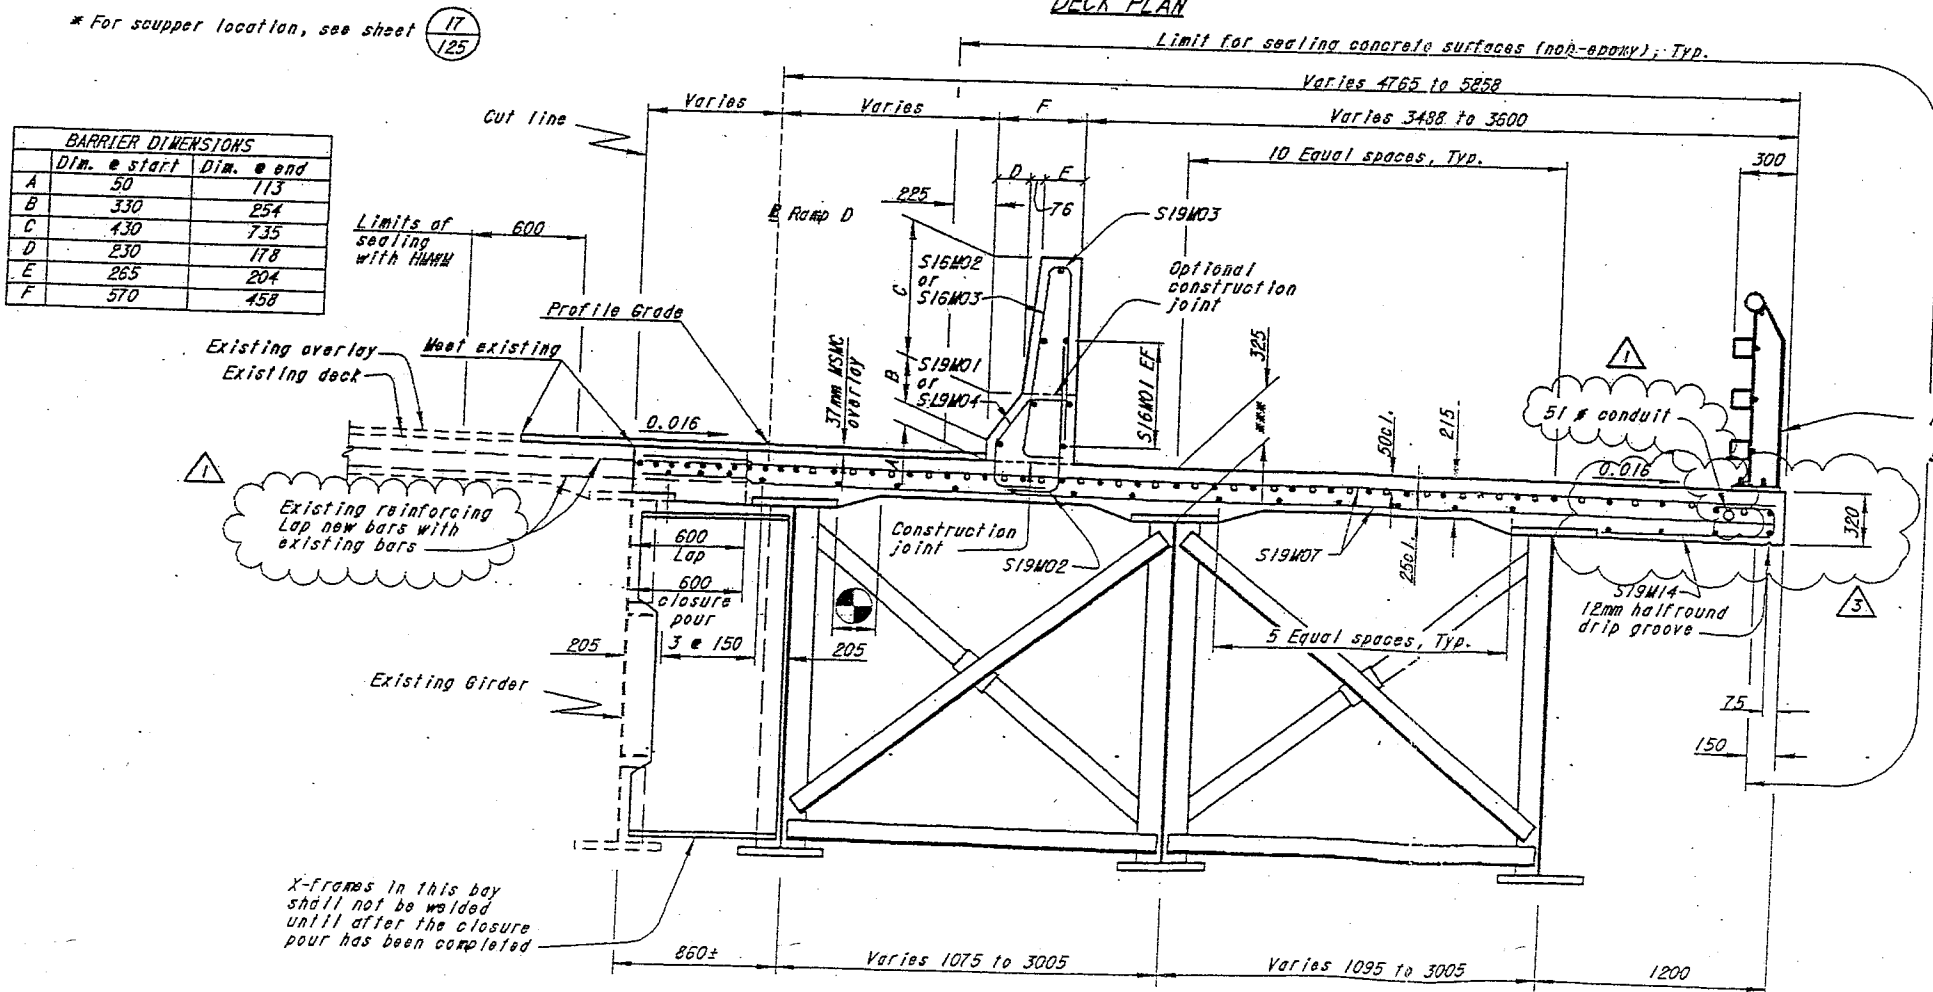 DECK PLAN
* For scupper location, see sheet 17
125
Limit for sealing concrete surfaces (non-epoxy); Typ.
Varies 4765 to 5858
Cut line
Varies
Varies
F
Varies 3488 to 3600
BARRIER DIMENSIONS
Dim. @ start Dim. @ end
A 50 113
B 330 254
C 430 735
D 230 178
E 265 204
F 570 458
10 Equal spaces, Typ.
300
D
E
225
76
S19M03
Ramp D
Limits of
sealing
with HMWM
600
S16M02
or
S16M03
C
Optional
construction
joint
Profile Grade
Existing overlay
Existing deck
Meet existing
37mm MSMC
overlay
B
S19M01
or
S19M04
S16M01 EF
325
***
1
51 ø conduit
0.016
A
50cl.
215
0.016
1
Existing reinforcing
Lap new bars with
existing bars
600
Lap
600
closure
pour
3 @ 150
205
205
Construction
joint
S19M02
S19M07
25cl.
320
S19M14
12mm halfround
drip groove
3
5 Equal spaces, Typ.
Existing Girder
75
150
X-frames in this bay
shall not be welded
until after the closure
pour has been completed
860±
Varies 1075 to 3005
Varies 1095 to 3005
1200